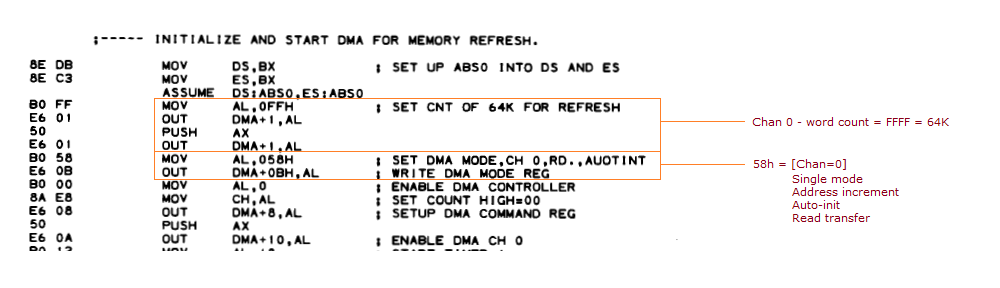 ;----- INITIALIZE AND START DMA FOR MEMORY REFRESH.
8E DB MOV DS,BX ; SET UP ABS0 INTO DS AND ES
8E C3 MOV ES,BX
ASSUME DS:ABS0,ES:ABS0
B0 FF MOV AL,0FFH ; SET CNT OF 64K FOR REFRESH
E6 01 OUT DMA+1,AL
50 PUSH AX
E6 01 OUT DMA+1,AL
B0 58 MOV AL,058H ; SET DMA MODE,CH 0,RD.,AUOTINT
E6 0B OUT DMA+0BH,AL ; WRITE DMA MODE REG
B0 00 MOV AL,0 ; ENABLE DMA CONTROLLER
8A E8 MOV CH,AL ; SET COUNT HIGH=00
E6 08 OUT DMA+8,AL ; SETUP DMA COMMAND REG
50 PUSH AX
E6 0A OUT DMA+10,AL ; ENABLE DMA CH 0
MOV
Chan 0 - word count = FFFF = 64K
58h = [Chan=0]
Single mode
Address increment
Auto-init
Read transfer